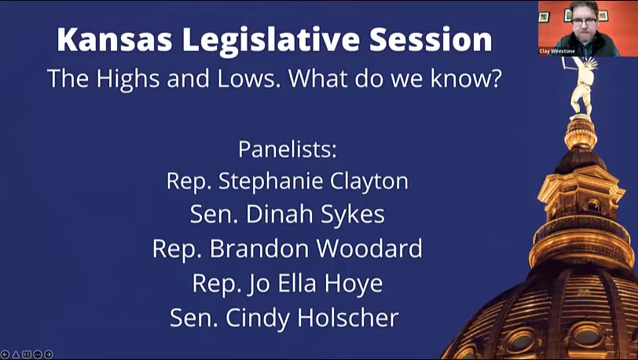 Kansas Legislative Session
The Highs and Lows. What do we know?
Panelists:
Rep. Stephanie Clayton
Sen. Dinah Sykes
Rep. Brandon Woodard
Rep. Jo Ella Hoye
Sen. Cindy Holscher
Clay Wirestone